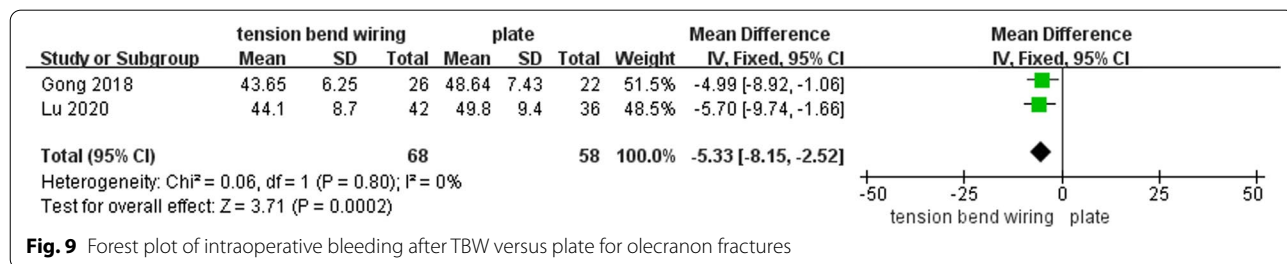 tension bend wiring plate Mean Difference Mean Difference
Study or Subgroup Mean SD Total Mean SD Total Weight IV, Fixed, 95% CI IV, Fixed, 95% CI
Gong 2018 43.65 6.25 26 48.64 7.43 22 51.5% -4.99 [-8.92, -1.06]
Lu 2020 44.1 8.7 42 49.8 9.4 36 48.5% -5.70 [-9.74, -1.66]
Total (95% CI) 68 58 100.0% -5.33 [-8.15, -2.52]
Heterogeneity: Chi² = 0.06, df = 1 (P = 0.80); I² = 0%
Test for overall effect: Z = 3.71 (P = 0.0002)
-50 -25 0 25 50
tension bend wiring plate
Fig. 9 Forest plot of intraoperative bleeding after TBW versus plate for olecranon fractures